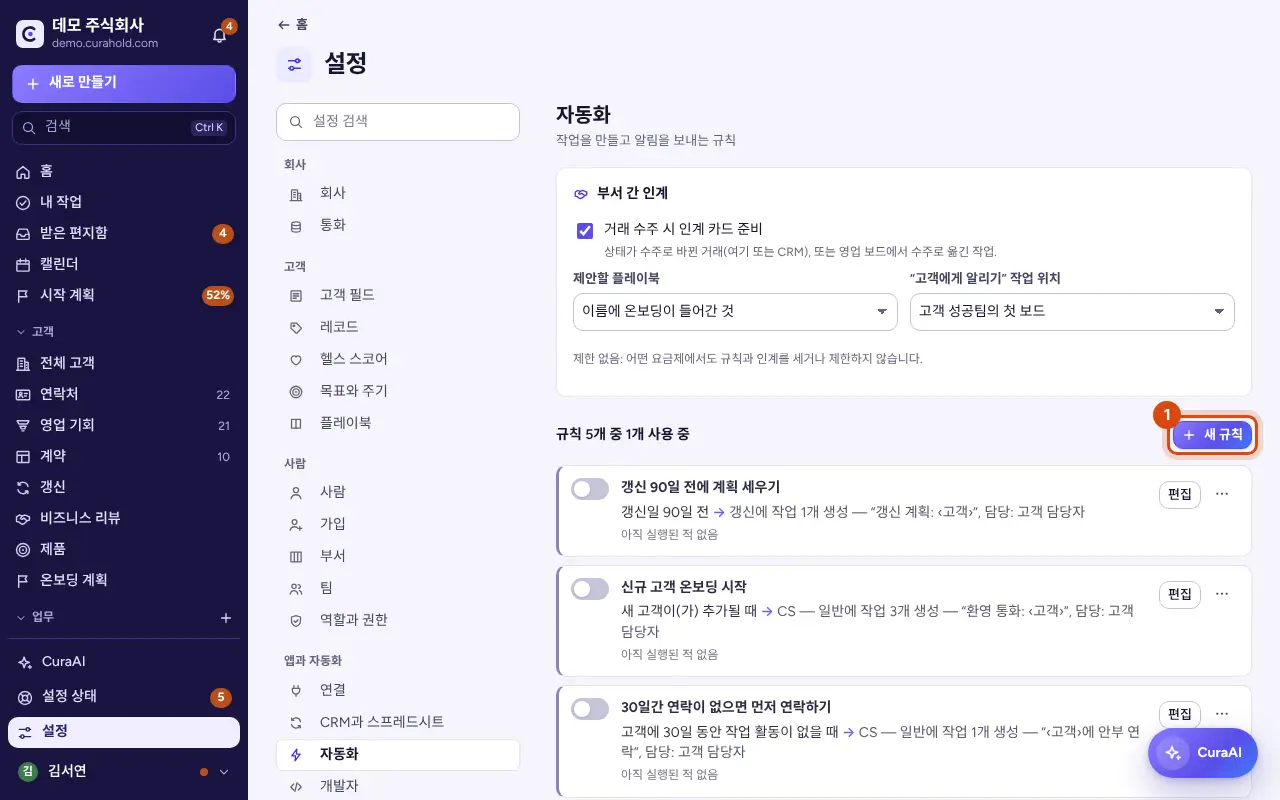 데모 주식회사
demo.curahold.com
4
+ 새로 만들기
검색
Ctrl K
홈
내 작업
받은 편지함
4
캘린더
시작 계획
52%
고객
전체 고객
연락처
22
영업 기회
21
계약
10
갱신
비즈니스 리뷰
제품
온보딩 계획
업무
+
CuraAI
설정 상태
5
설정
김
김서연
← 홈
설정
설정 검색
회사
회사
통화
고객
고객 필드
레코드
헬스 스코어
목표와 주기
플레이북
사람
사람
가입
부서
팀
역할과 권한
앱과 자동화
연결
CRM과 스프레드시트
자동화
개발자
자동화
작업을 만들고 알림을 보내는 규칙
부서 간 인계
거래 수주 시 인계 카드 준비
상태가 수주로 바뀐 거래(여기 또는 CRM), 또는 영업 보드에서 수주로 옮긴 작업.
제안할 플레이북
이름에 온보딩이 들어간 것
“고객에게 알리기” 작업 위치
고객 성공팀의 첫 보드
제한 없음: 어떤 요금제에서도 규칙과 인계를 세거나 제한하지 않습니다.
규칙 5개 중 1개 사용 중
1
+ 새 규칙
갱신 90일 전에 계획 세우기
갱신일 90일 전 → 갱신에 작업 1개 생성 — “갱신 계획: ‹고객›”, 담당: 고객 담당자
아직 실행된 적 없음
편집
···
신규 고객 온보딩 시작
새 고객이(가) 추가될 때 → CS — 일반에 작업 3개 생성 — “환영 통화: ‹고객›”, 담당: 고객
담당자
아직 실행된 적 없음
편집
···
30일간 연락이 없으면 먼저 연락하기
고객에 30일 동안 작업 활동이 없을 때 → CS — 일반에 작업 1개 생성 — “‹고객›에 안부 연
락”, 담당: 고객 담당자
아직 실행된 적 없음
편집
···
CuraAI